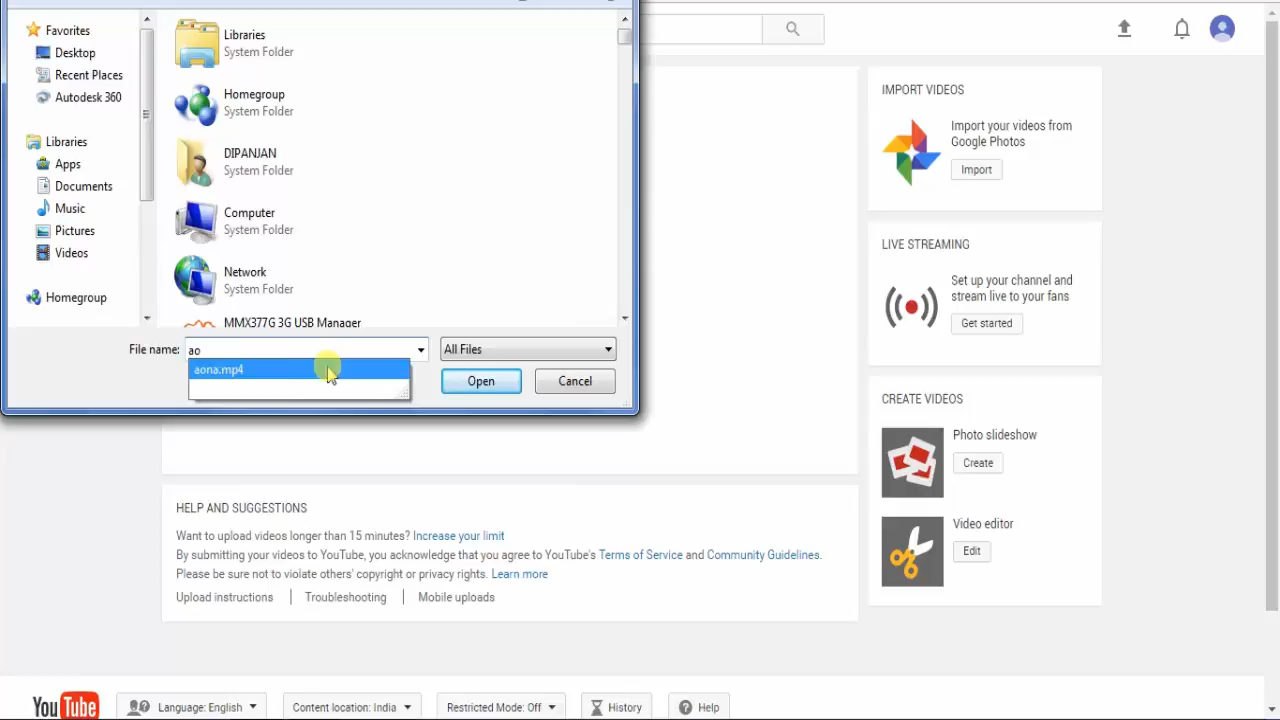 Favorites
Desktop
Recent Places
Autodesk 360
Libraries
Apps
Documents
Music
Pictures
Videos
Homegroup
Libraries
System Folder
Homegroup
System Folder
DIPANJAN
System Folder
Computer
System Folder
Network
System Folder
MMX377G 3G USB Manager
File name:
ao
All Files
aona.mp4
Open
Cancel
IMPORT VIDEOS
Import your videos from
Google Photos
Import
LIVE STREAMING
Set up your channel and
stream live to your fans
Get started
CREATE VIDEOS
Photo slideshow
Create
Video editor
Edit
HELP AND SUGGESTIONS
Want to upload videos longer than 15 minutes? Increase your limit
By submitting your videos to YouTube, you acknowledge that you agree to YouTube's Terms of Service and Community Guidelines.
Please be sure not to violate others' copyright or privacy rights. Learn more
Upload instructions | Troubleshooting | Mobile uploads
YouTube
Language: English
Content location: India
Restricted Mode: Off
History
Help